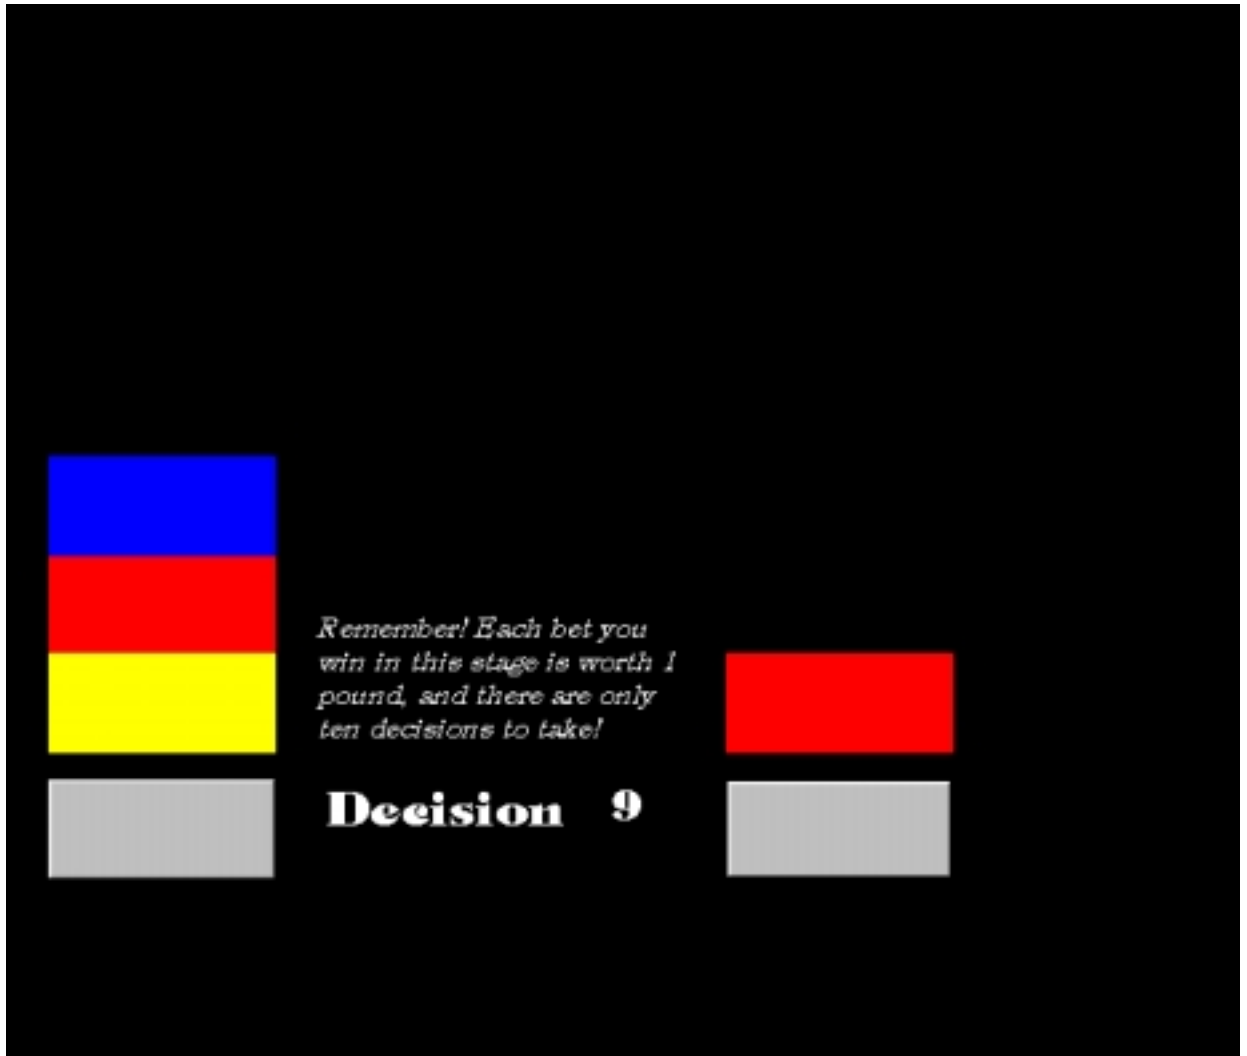 Remember! Each bet you
win in this stage is worth 1
pound, and there are only
ten decisions to take!
Decision 9